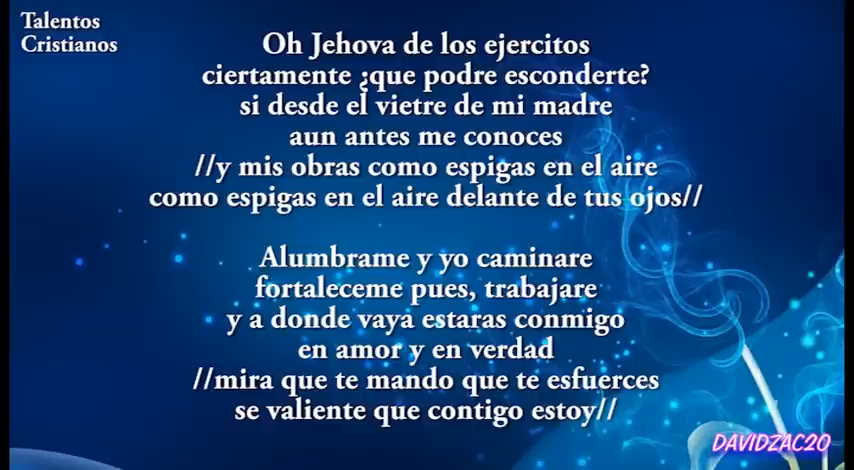 Talentos
Cristianos
Oh Jehova de los ejercitos
ciertamente ¿que podre esconderte?
si desde el vietre de mi madre
aun antes me conoces
//y mis obras como espigas en el aire
como espigas en el aire delante de tus ojos//
Alumbrame y yo caminare
fortaleceme pues, trabajare
y a donde vaya estaras conmigo
en amor y en verdad
//mira que te mando que te esfuerces
se valiente que contigo estoy//
DAVIDZAC20